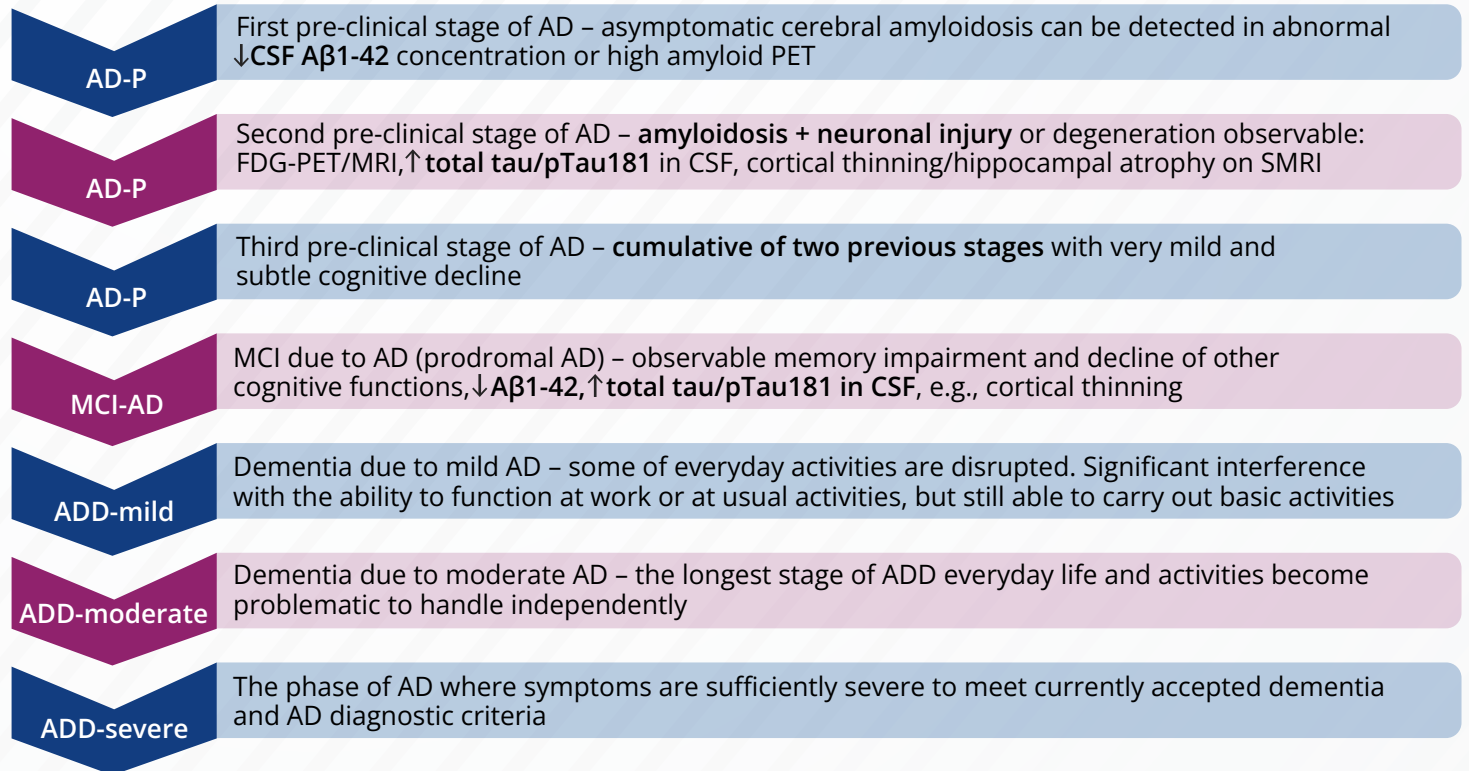 AD-P
First pre-clinical stage of AD – asymptomatic cerebral amyloidosis can be detected in abnormal
↓CSF Aβ1-42 concentration or high amyloid PET
AD-P
Second pre-clinical stage of AD – amyloidosis + neuronal injury or degeneration observable:
FDG-PET/MRI,↑total tau/pTau181 in CSF, cortical thinning/hippocampal atrophy on SMRI
AD-P
Third pre-clinical stage of AD – cumulative of two previous stages with very mild and
subtle cognitive decline
MCI-AD
MCI due to AD (prodromal AD) – observable memory impairment and decline of other
cognitive functions,↓Aβ1-42,↑total tau/pTau181 in CSF, e.g., cortical thinning
ADD-mild
Dementia due to mild AD – some of everyday activities are disrupted. Significant interference
with the ability to function at work or at usual activities, but still able to carry out basic activities
ADD-moderate
Dementia due to moderate AD – the longest stage of ADD everyday life and activities become
problematic to handle independently
ADD-severe
The phase of AD where symptoms are sufficiently severe to meet currently accepted dementia
and AD diagnostic criteria